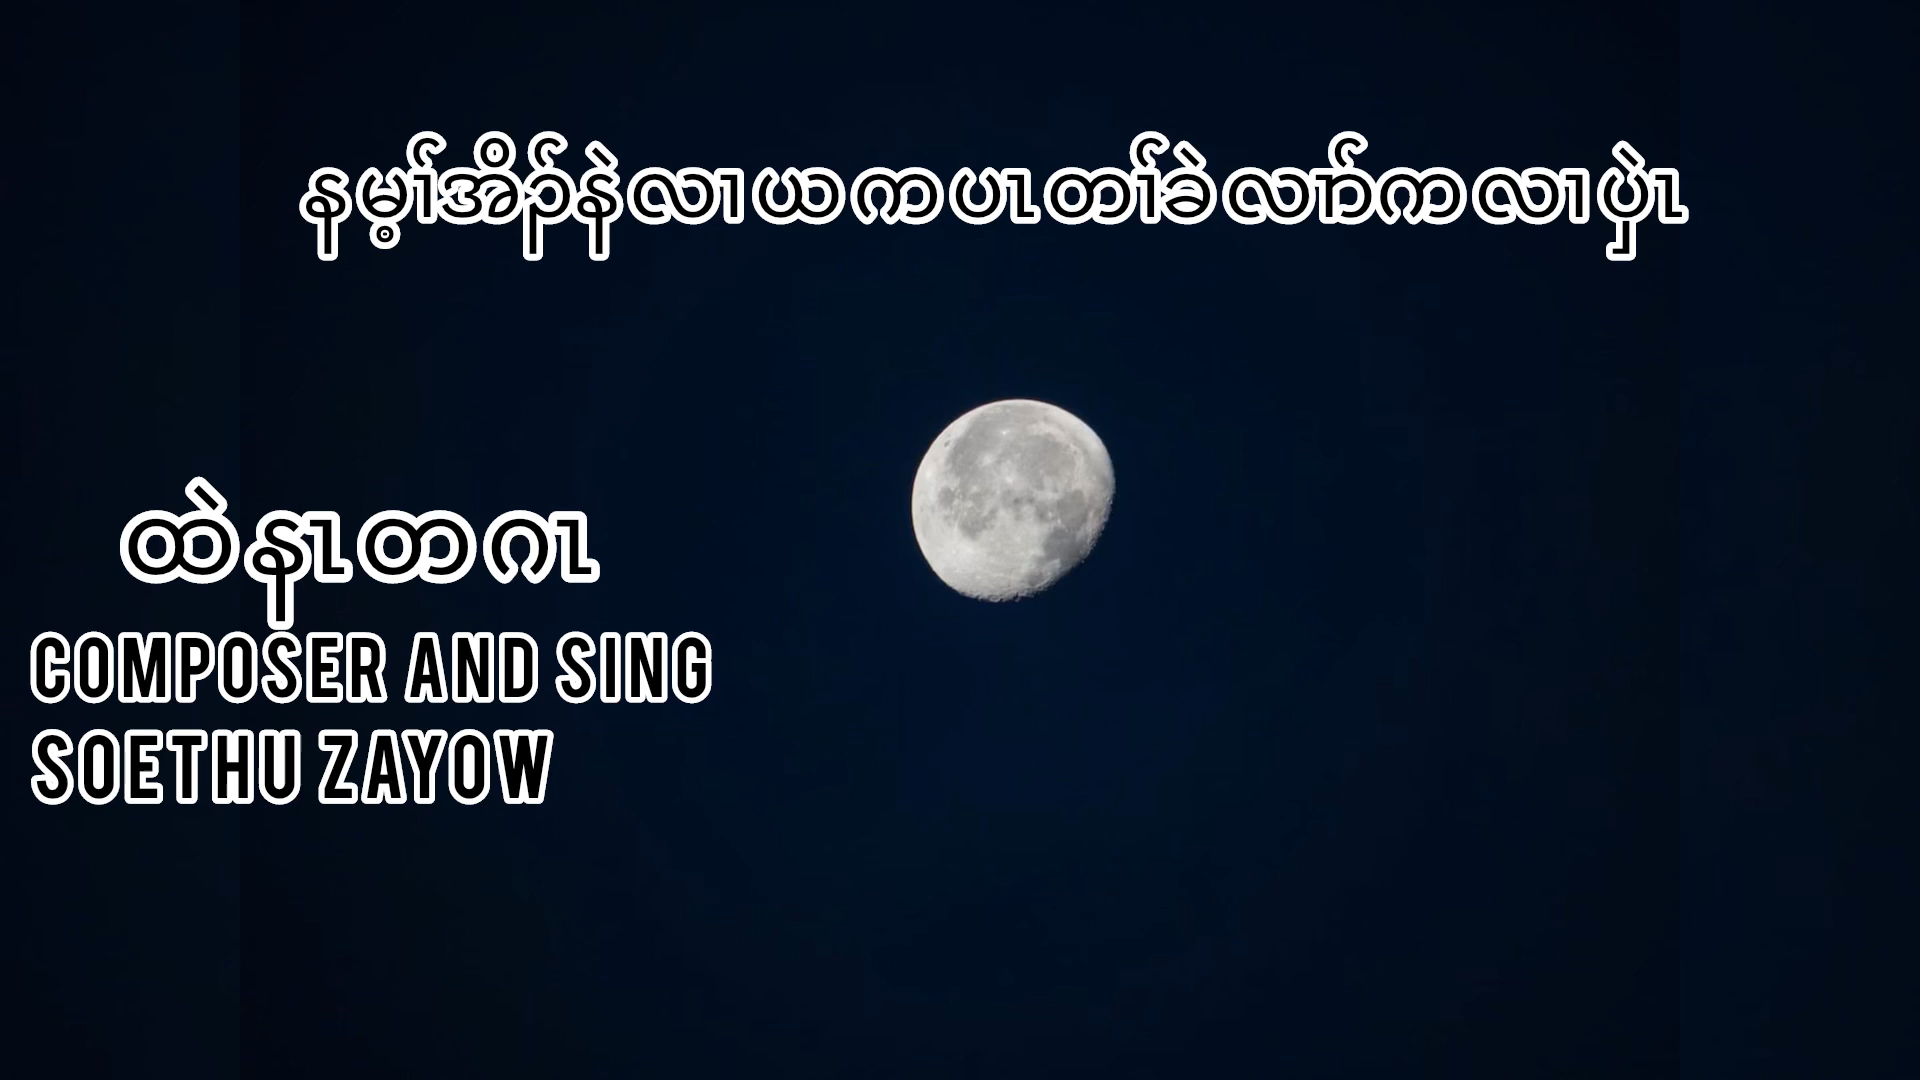 နမ့ၢ်အိၣ်နဲလၢယကပၤတၢ်ခဲလၢာ်ကလၢပှဲၤ
ထဲနၤတဂၤ
COMPOSER AND SING
SOETHU ZAYOW